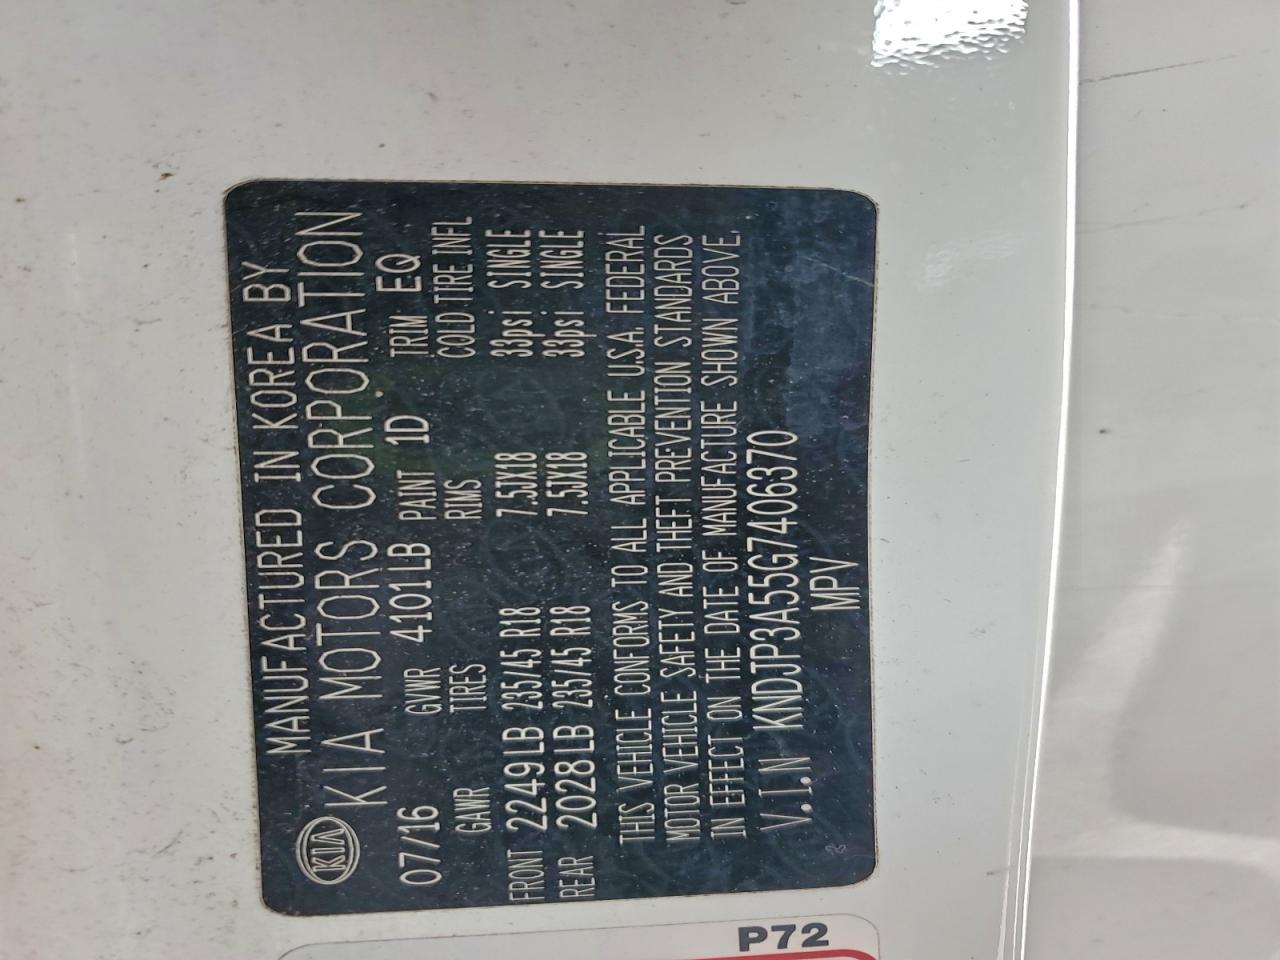 KIA
MANUFACTURED IN KOREA BY
KIA MOTORS CORPORATION
07/16 GVWR 4101LB PAINT 1D TRIM EQ
GAWR TIRES RIMS COLD TIRE INFL
FRONT 2249LB 235/45 R18 7.5JX18 33psi SINGLE
REAR 2028LB 235/45 R18 7.5JX18 33psi SINGLE
THIS VEHICLE CONFORMS TO ALL APPLICABLE U.S.A. FEDERAL
MOTOR VEHICLE SAFETY AND THEFT PREVENTION STANDARDS
IN EFFECT ON THE DATE OF MANUFACTURE SHOWN ABOVE.
V.I.N KNDJP3A55G7406370
MPV
P72